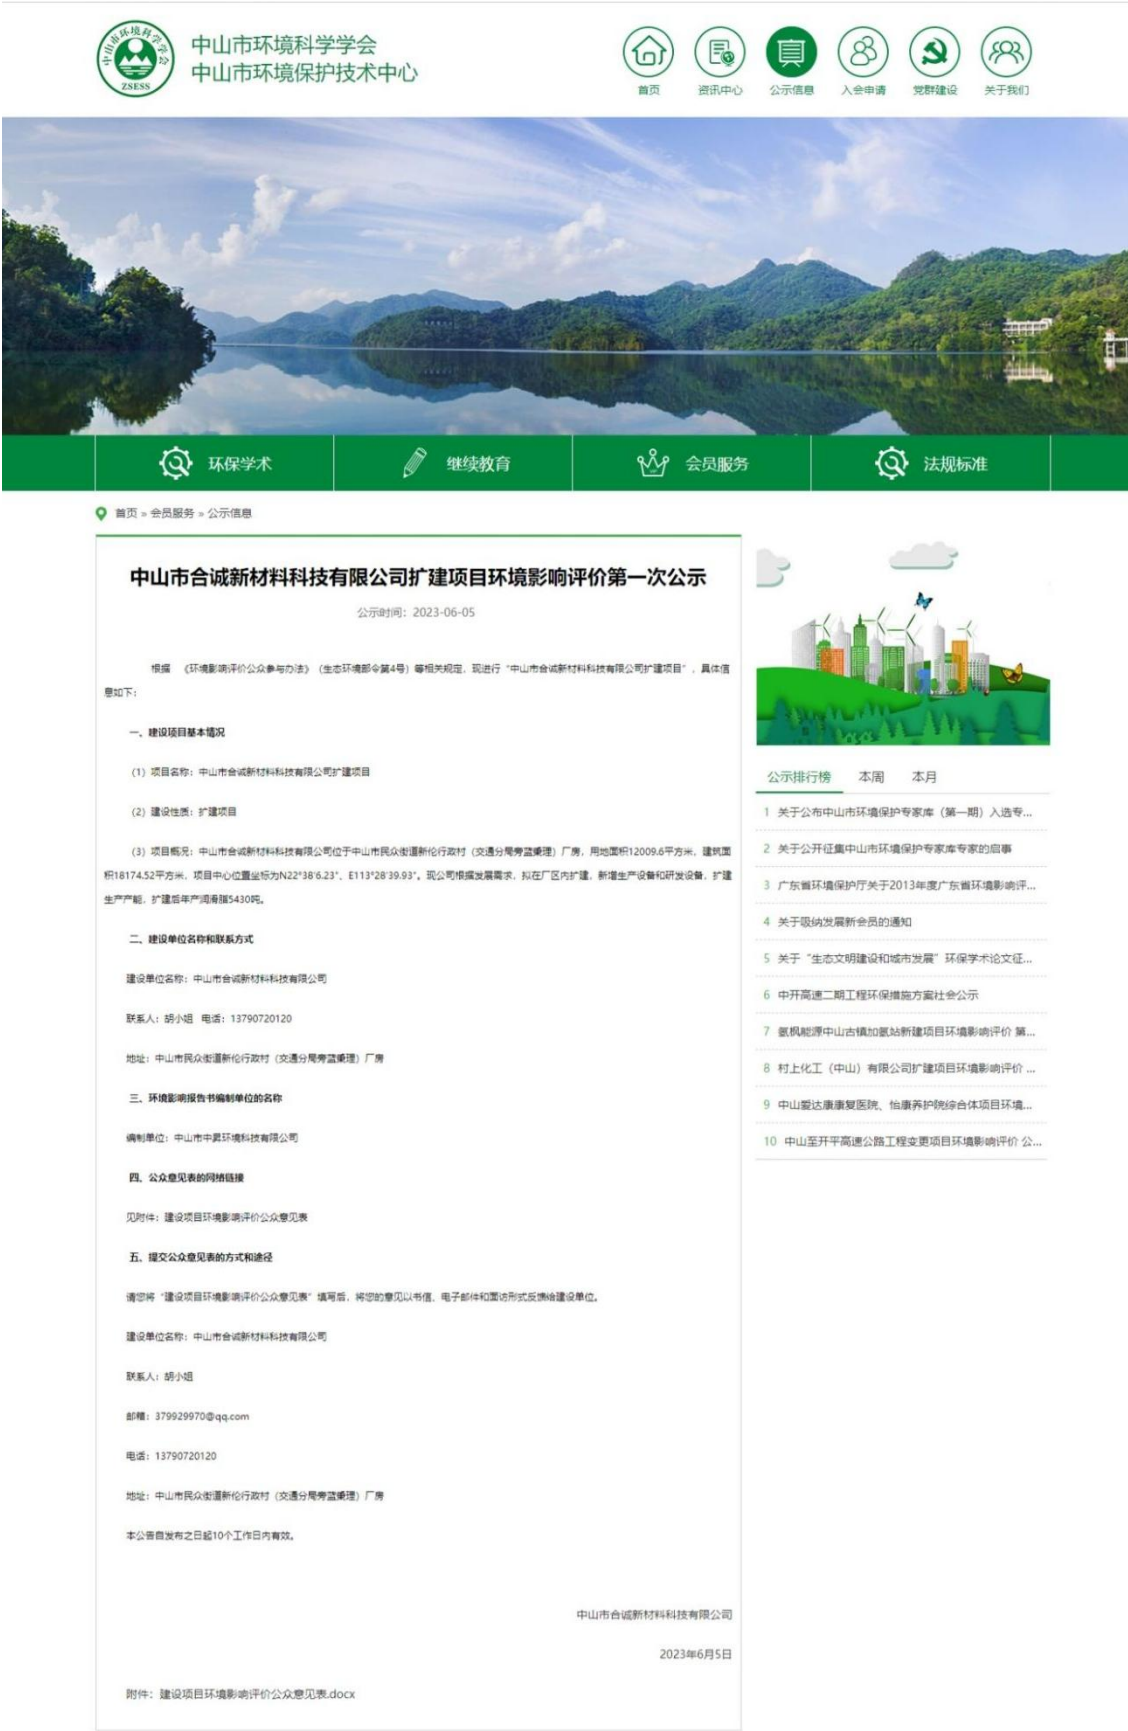 中山市环境科学学会
中山市环境保护技术中心
中山市环境科学学会
ZSESS
首页
资讯中心
公示信息
入会申请
党群建设
关于我们
环保学术
继续教育
会员服务
法规标准
首页 » 会员服务 » 公示信息
中山市合诚新材料科技有限公司扩建项目环境影响评价第一次公示
公示时间：2023-06-05
根据 《环境影响评价公众参与办法》（生态环境部令第4号）等相关规定，现进行“中山市合诚新材料科技有限公司扩建项目”，具体信
息如下：
一、建设项目基本情况
（1）项目名称：中山市合诚新材料科技有限公司扩建项目
（2）建设性质：扩建项目
（3）项目概况：中山市合诚新材料科技有限公司位于中山市民众街道新伦行政村（交通分局旁蓝秉理）厂房，用地面积12009.6平方米，建筑面
积18174.52平方米，项目中心位置坐标为N22°38'6.23"、E113°28'39.93"。现公司根据发展需求，拟在厂区内扩建，新增生产设备和研发设备，扩建
生产产能，扩建后年产润滑脂5430吨。
二、建设单位名称和联系方式
建设单位名称：中山市合诚新材料科技有限公司
联系人：胡小姐 电话：13790720120
地址：中山市民众街道新伦行政村（交通分局旁蓝秉理）厂房
三、环境影响报告书编制单位的名称
编制单位：中山市中昇环境科技有限公司
四、公众意见表的网络链接
见附件：建设项目环境影响评价公众意见表
五、提交公众意见表的方式和途径
请您将“建设项目环境影响评价公众意见表”填写后，将您的意见以书信、电子邮件和面访形式反馈给建设单位。
建设单位名称：中山市合诚新材料科技有限公司
联系人：胡小姐
邮箱：379929970@qq.com
电话：13790720120
地址：中山市民众街道新伦行政村（交通分局旁蓝秉理）厂房
本公告自发布之日起10个工作日内有效。
中山市合诚新材料科技有限公司
2023年6月5日
附件：建设项目环境影响评价公众意见表.docx
公示排行榜 本周 本月
1 关于公布中山市环境保护专家库（第一期）入选专...
2 关于公开征集中山市环境保护专家库专家的启事
3 广东省环境保护厅关于2013年度广东省环境影响评...
4 关于吸纳发展新会员的通知
5 关于“生态文明建设和城市发展”环保学术论文征...
6 中开高速二期工程环保措施方案社会公示
7 氢枫能源中山古镇加氢站新建项目环境影响评价 第...
8 村上化工（中山）有限公司扩建项目环境影响评价 ...
9 中山爱达康康复医院、怡康养护院综合体项目环境...
10 中山至开平高速公路工程变更项目环境影响评价 公...